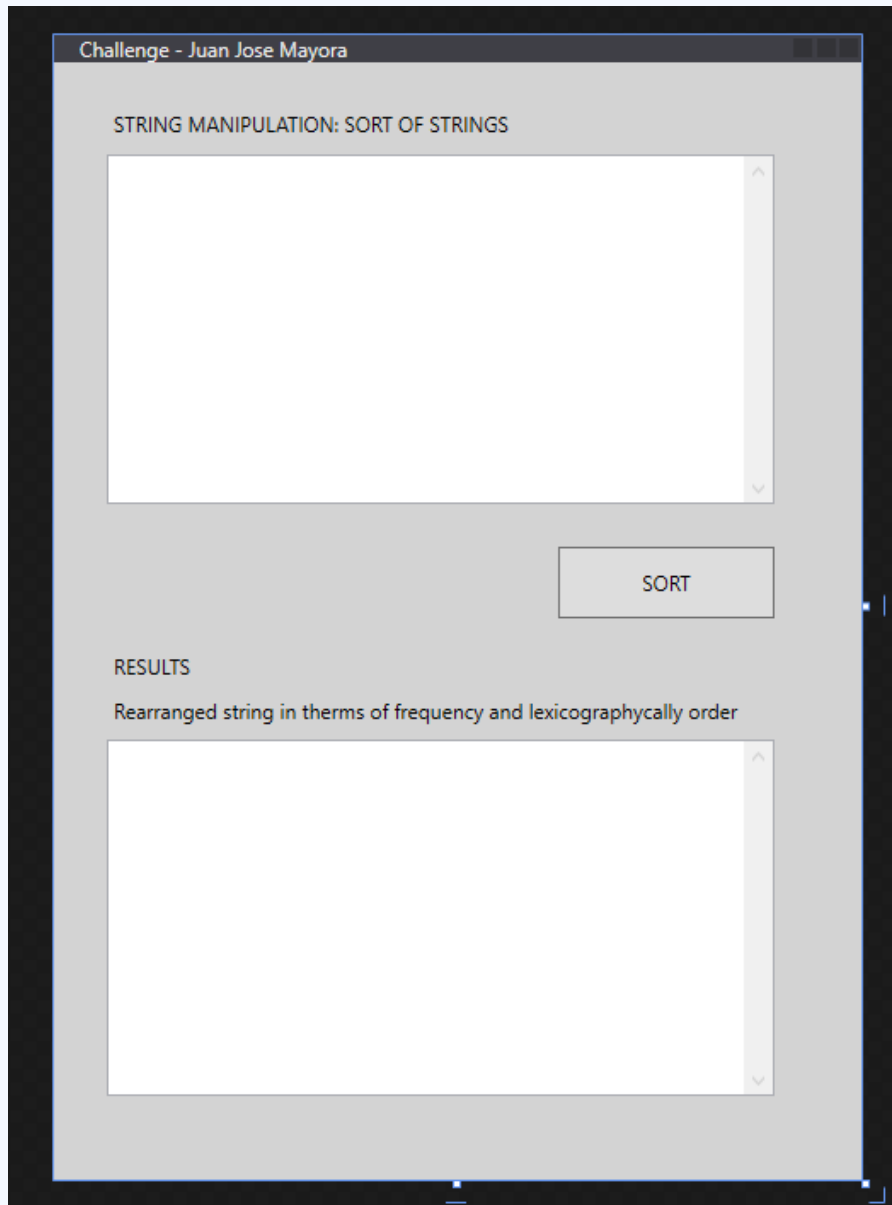 Challenge - Juan Jose Mayora
STRING MANIPULATION: SORT OF STRINGS
SORT
RESULTS
Rearranged string in therms of frequency and lexicographycally order